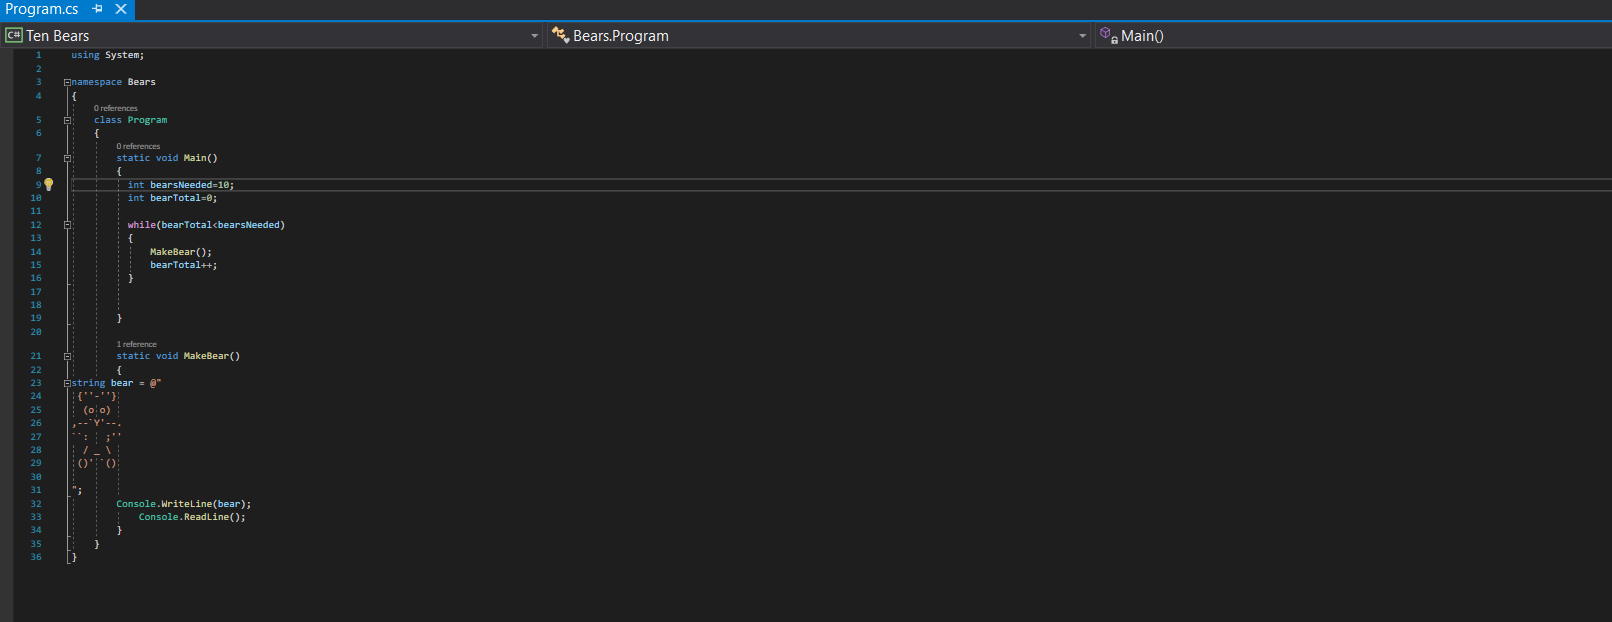 Program.cs
C# Ten Bears
Bears.Program
Main()
1 using System;
2
3 namespace Bears
4 {
0 references
5 class Program
6 {
0 references
7 static void Main()
8 {
9 int bearsNeeded=10;
10 int bearTotal=0;
11
12 while(bearTotal<bearsNeeded)
13 {
14 MakeBear();
15 bearTotal++;
16 }
17
18
19 }
20
1 reference
21 static void MakeBear()
22 {
23 string bear = @"
24 {''-''}
25 (o o)
26 ,--`Y'--.
27 ``: ;''
28 / _ \
29 ()' `()
30
31 ";
32 Console.WriteLine(bear);
33 Console.ReadLine();
34 }
35 }
36 }